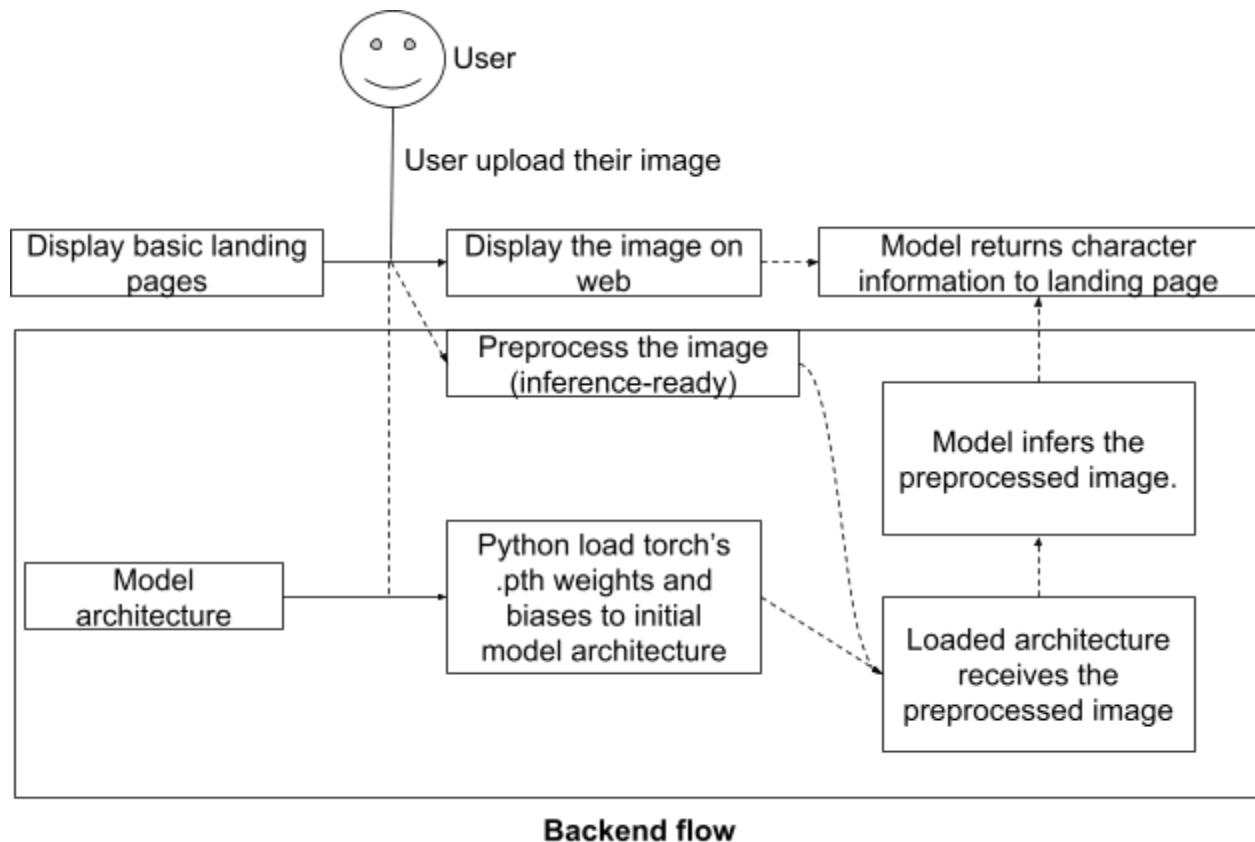 User
User upload their image
Display basic landing
pages
Display the image on
web
Model returns character
information to landing page
Preprocess the image
(inference-ready)
Model infers the
preprocessed image.
Model
architecture
Python load torch’s
.pth weights and
biases to initial
model architecture
Loaded architecture
receives the
preprocessed image
Backend flow